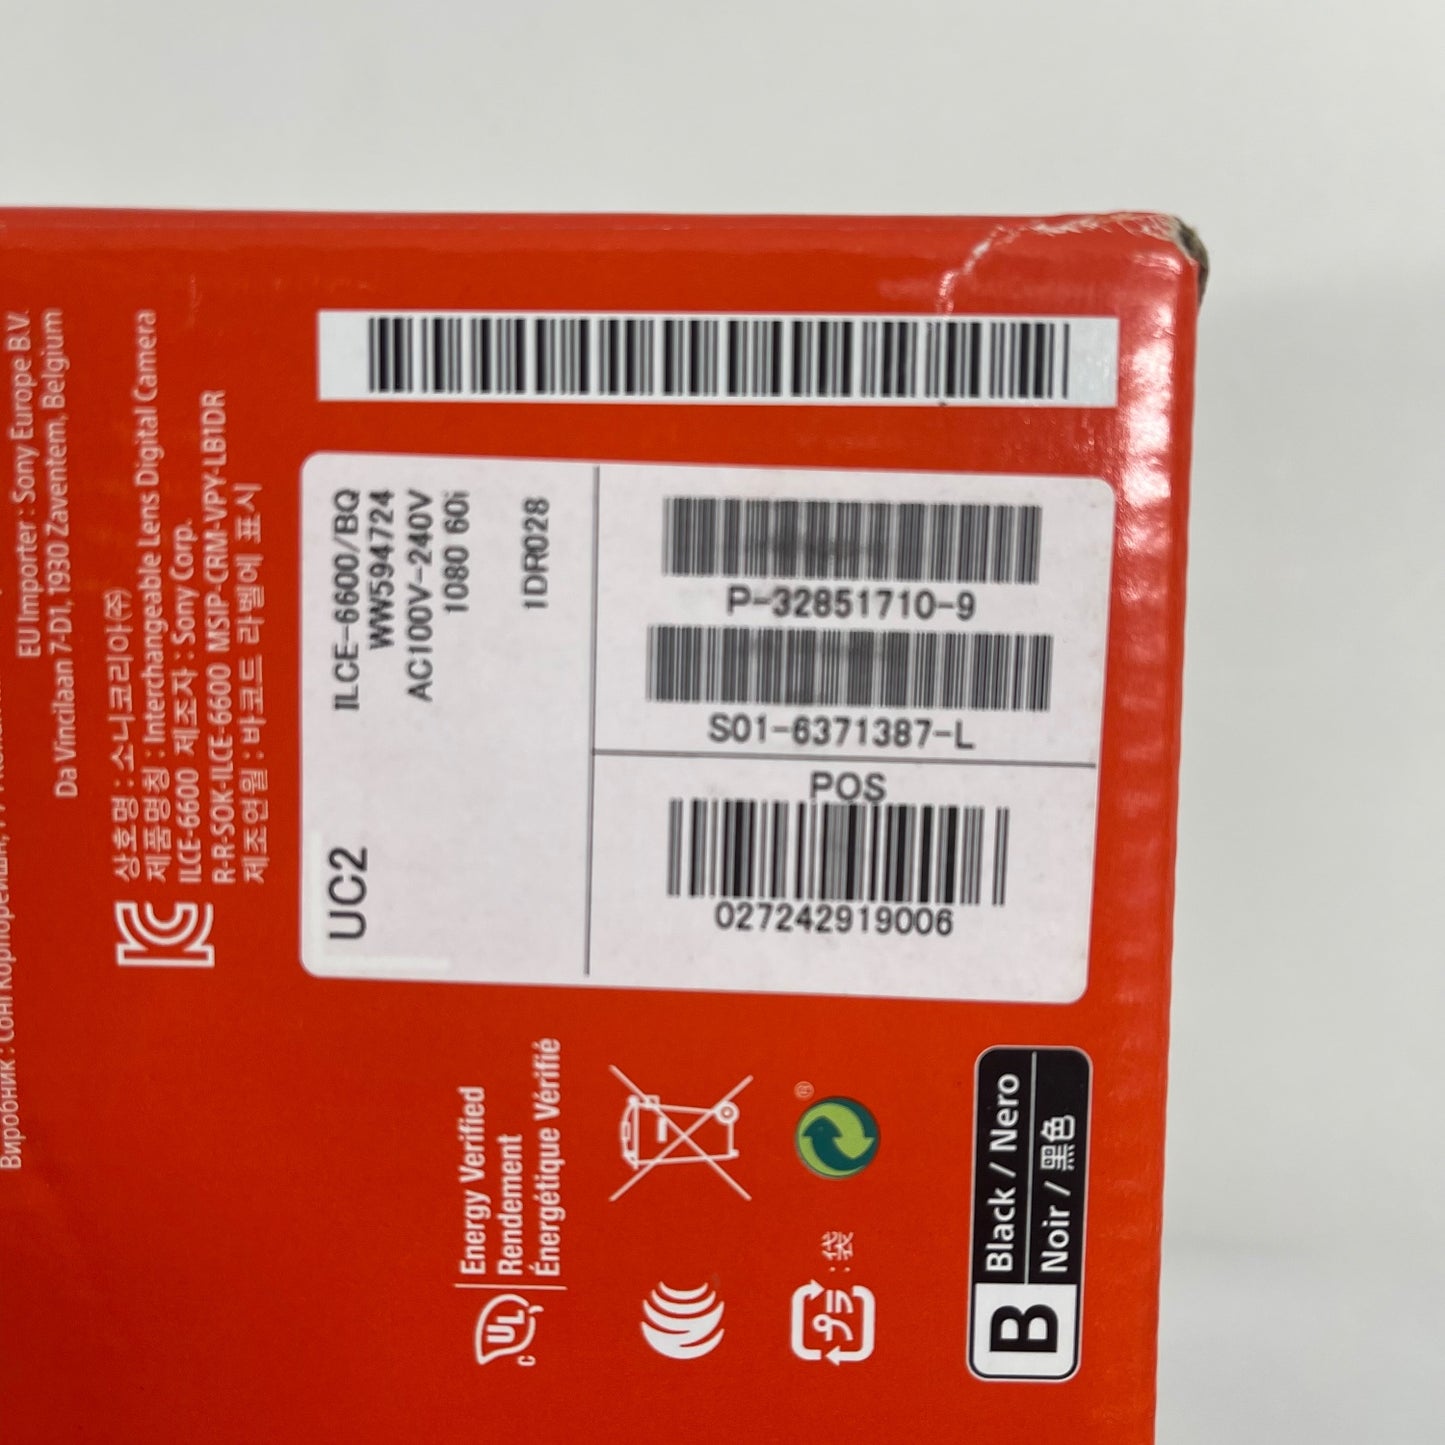 EU Importer : Sony Europe B.V.
Da Vincilaan 7-D1, 1930 Zaventem, Belgium
상호명 : 소니코리아(주)
제품명칭 : Interchangeable Lens Digital Camera
ILCE-6600 제조자 : Sony Corp.
R-R-SOK-ILCE-6600 MSIP-CRM-VPY-LB1DR
제조연월 : 바코드 라벨에 표시
UC2
ILCE-6600/BQ
WW594724
AC100V-240V
1080 60i
1DR028
P-32851710-9
S01-6371387-L
POS
027242919006
C UL
Energy Verified
Rendement
Énergétique Vérifié
®
プラ : 袋
B
Black / Nero
Noir / 黑色